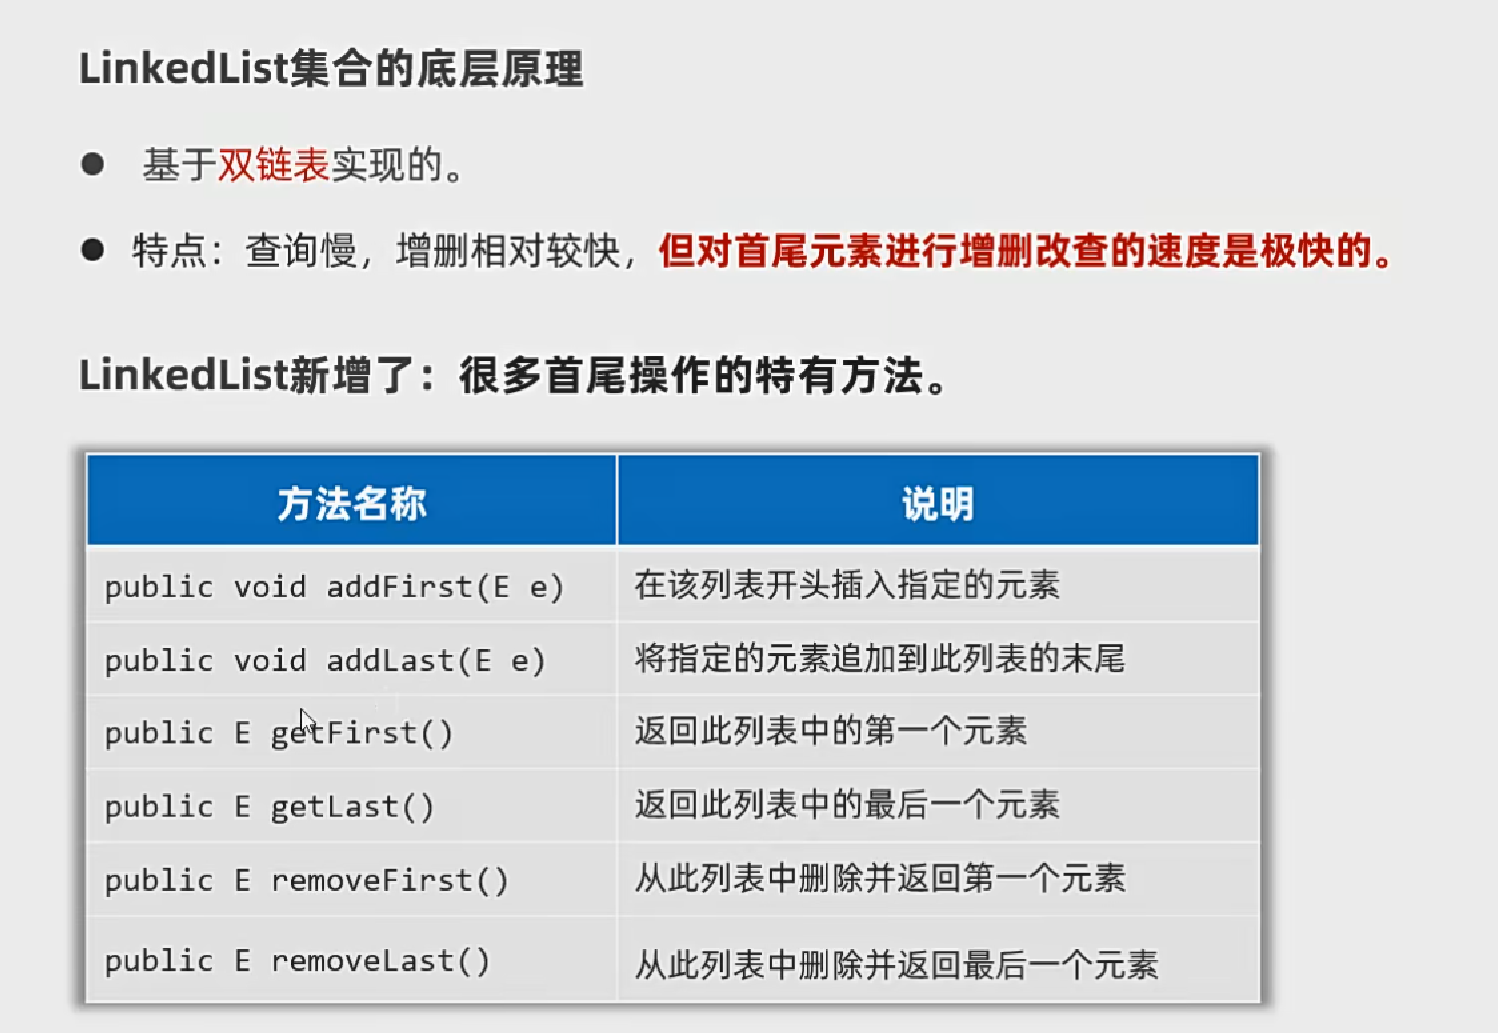 LinkedList集合的底层原理
● 基于双链表实现的。
● 特点：查询慢，增删相对较快，但对首尾元素进行增删改查的速度是极快的。
LinkedList新增了：很多首尾操作的特有方法。
方法名称 说明
public void addFirst(E e) 在该列表开头插入指定的元素
public void addLast(E e) 将指定的元素追加到此列表的末尾
public E getFirst() 返回此列表中的第一个元素
public E getLast() 返回此列表中的最后一个元素
public E removeFirst() 从此列表中删除并返回第一个元素
public E removeLast() 从此列表中删除并返回最后一个元素